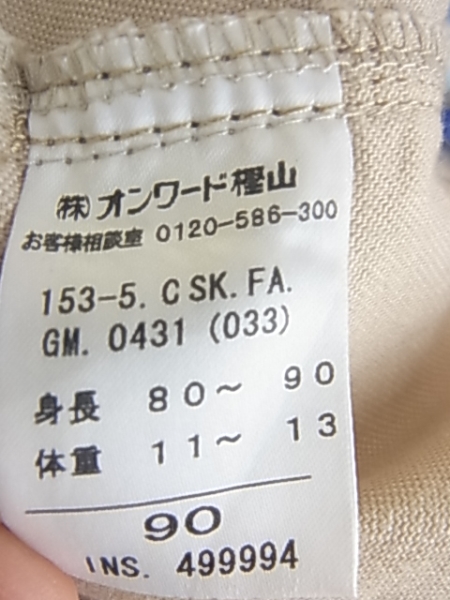 ㈱オンワード樫山
お客様相談室 0120-586-300
153-5. C SK. FA.
GM. 0431 (033)
身長 80～ 90
体重 11～ 13
90
INS. 499994